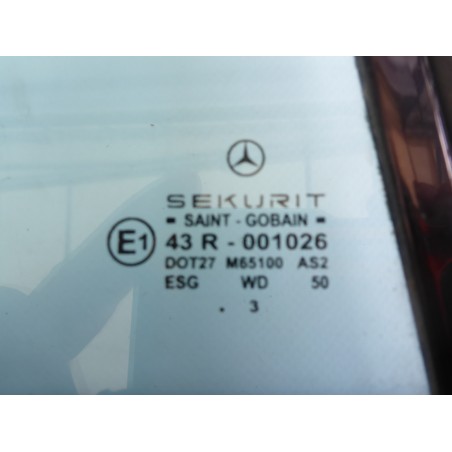 SEKURIT
SAINT - GOBAIN
E1 43 R - 001026
DOT27 M65100 AS2
ESG WD 50
. 3